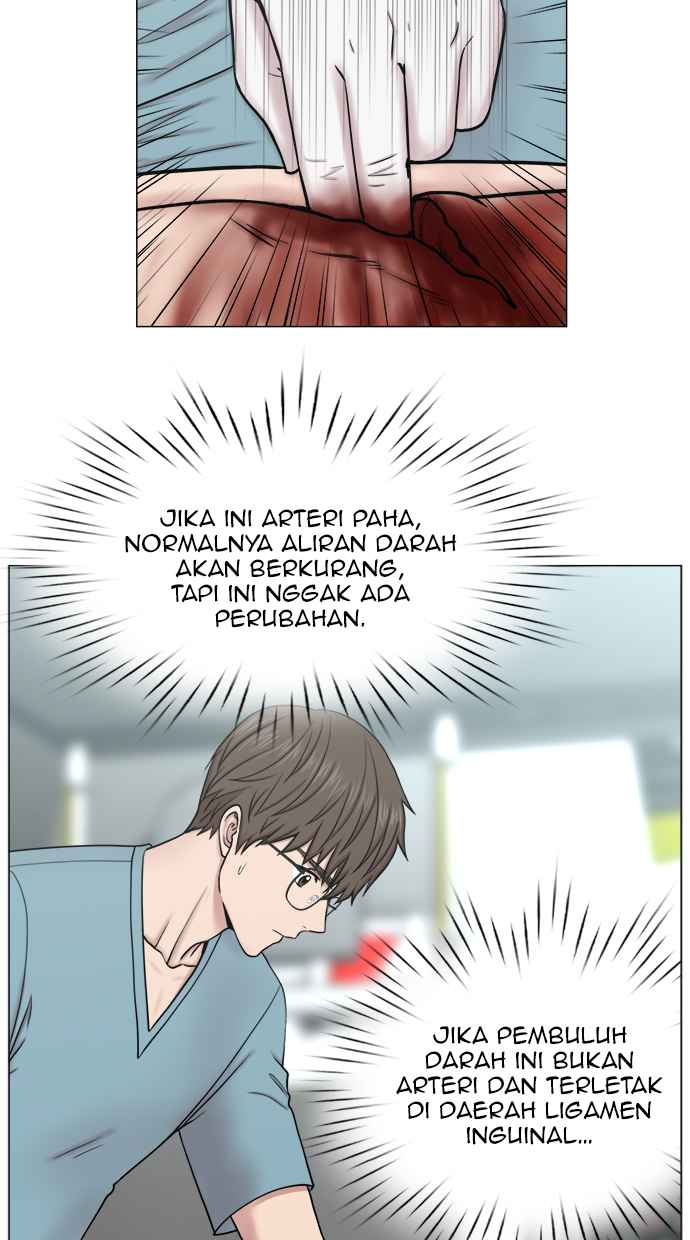 JIKA INI ARTERI PAHA,
NORMALNYA ALIRAN DARAH
AKAN BERKURANG,
TAPI INI NGGAK ADA
PERUBAHAN.
JIKA PEMBULUH
DARAH INI BUKAN
ARTERI DAN TERLETAK
DI DAERAH LIGAMEN
INGUINAL...